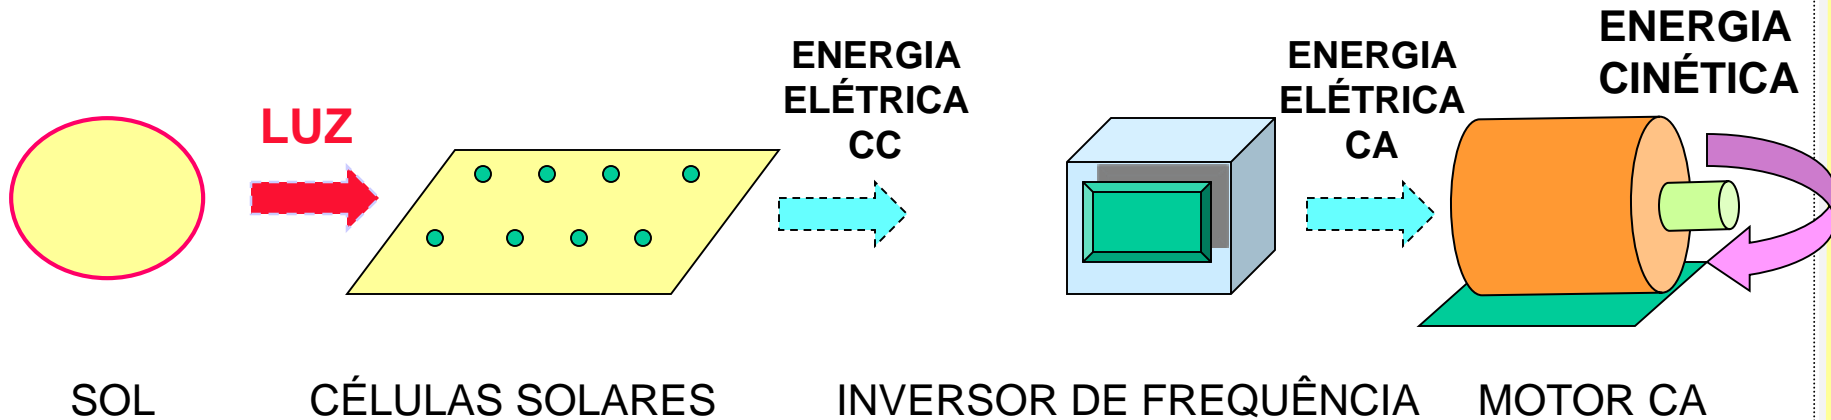 LUZ
ENERGIA
ELÉTRICA
CC
ENERGIA
ELÉTRICA
CA
ENERGIA
CINÉTICA
SOL
CÉLULAS SOLARES
INVERSOR DE FREQUÊNCIA
MOTOR CA